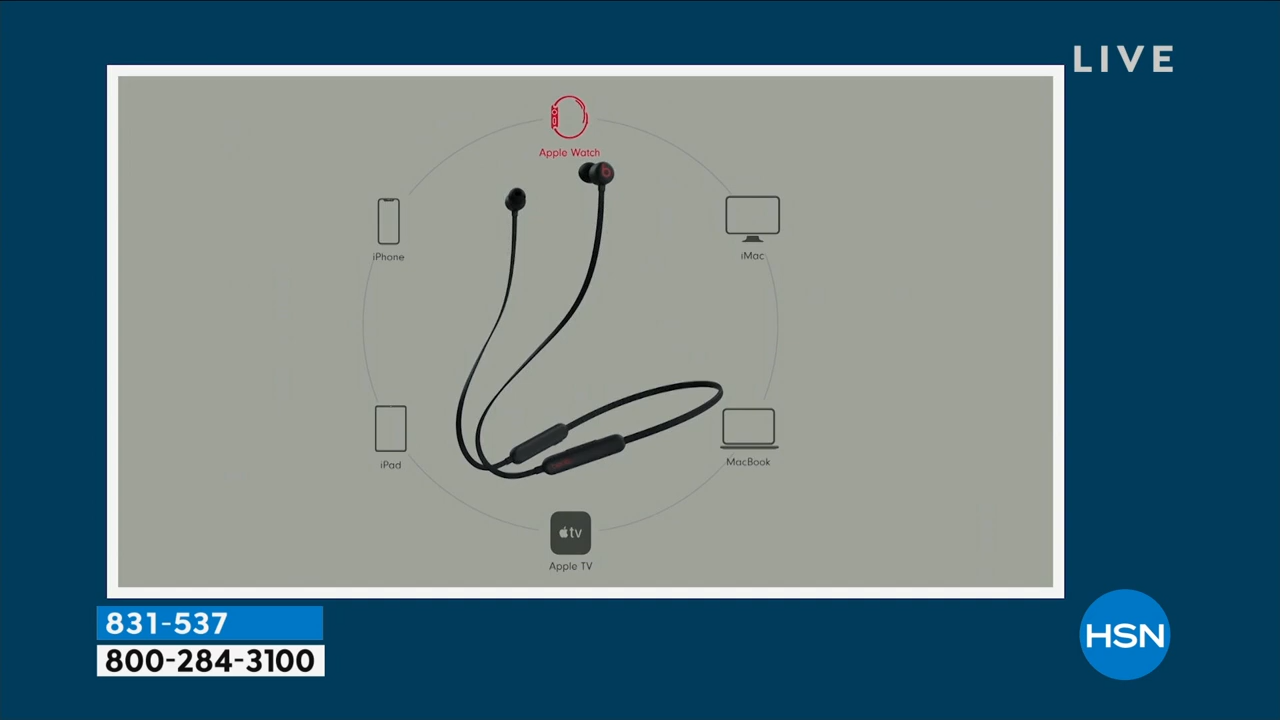 LIVE
Apple Watch
iPhone
iMac
iPad
MacBook
tv
Apple TV
831-537
800-284-3100
HSN